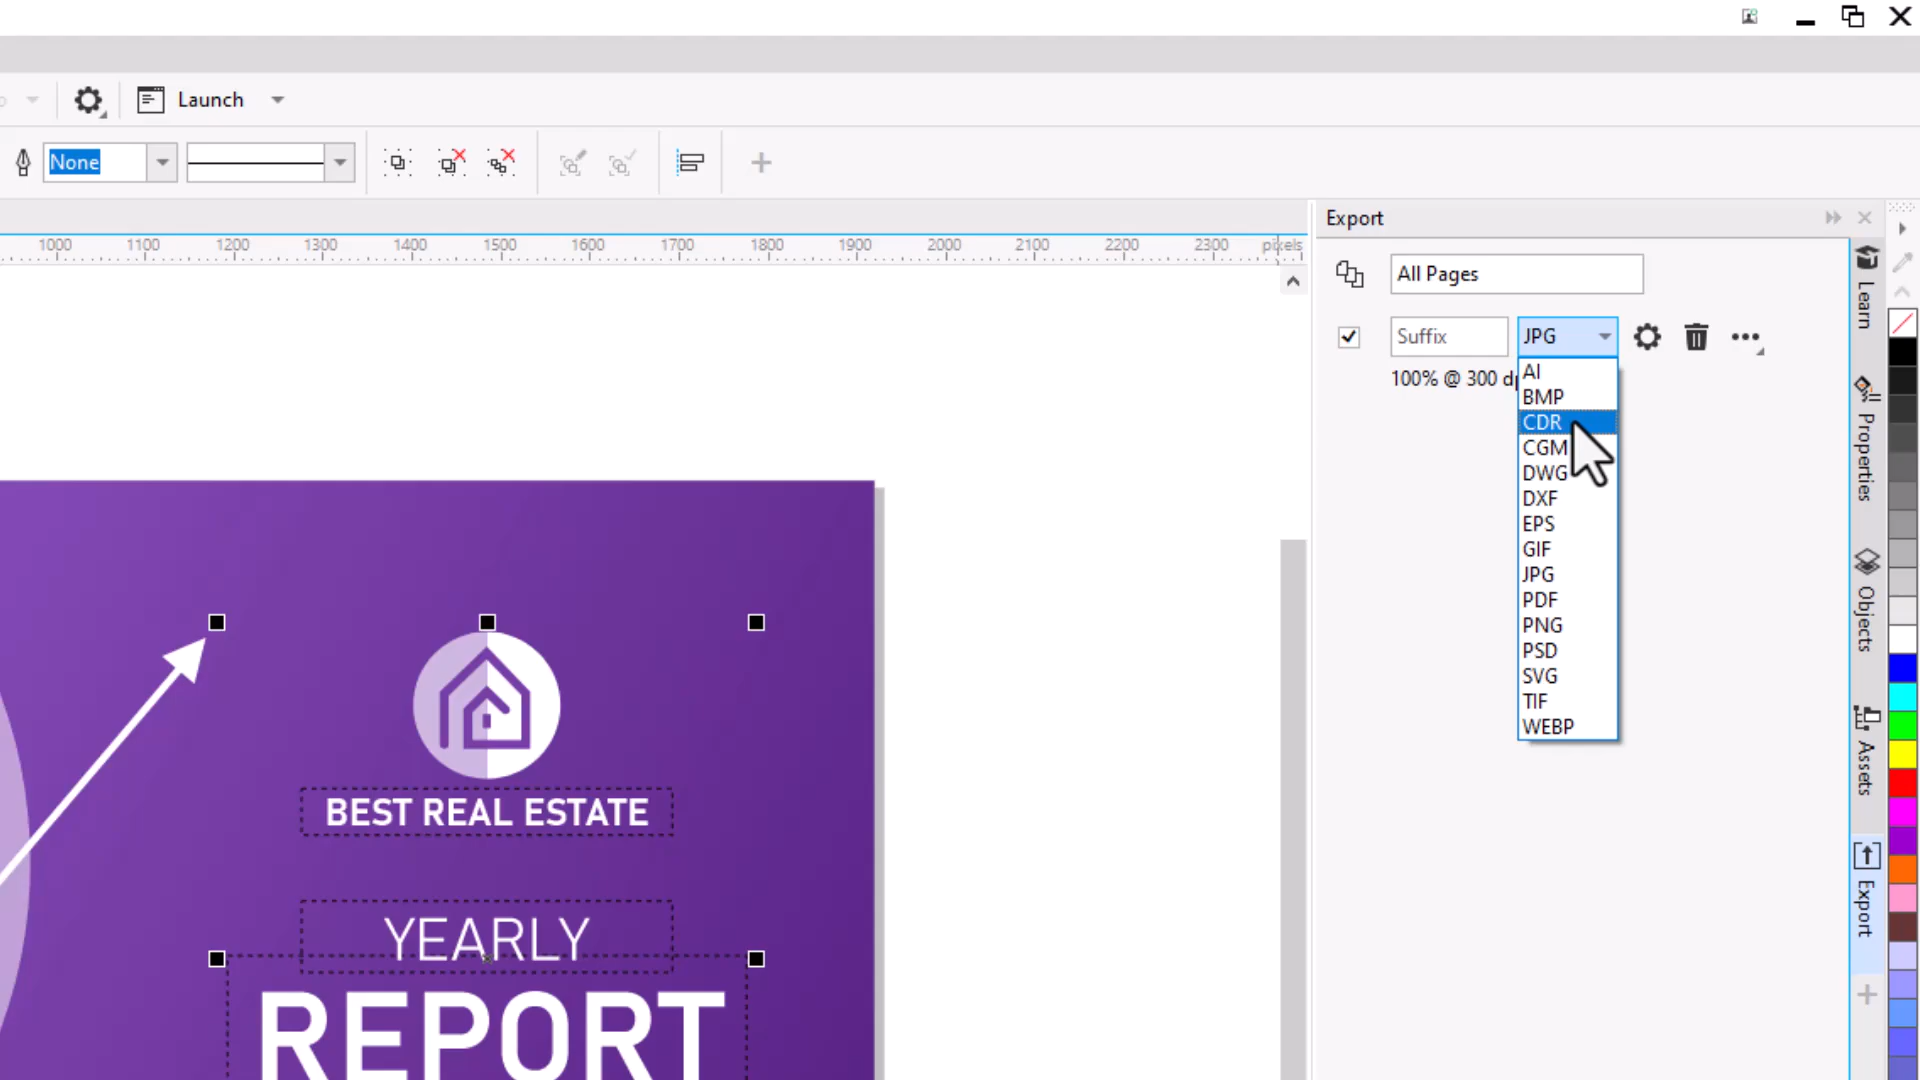 Launch
None
Export
1000 1100 1200 1300 1400 1500 1600 1700 1800 1900 2000 2100 2200 2300 pixels
All Pages
Suffix JPG
100% @ 300
AI
BMP
CDR
CGM
DWG
DXF
EPS
GIF
JPG
PDF
PNG
PSD
SVG
TIF
WEBP
Learn
Properties
Objects
Assets
Export
BEST REAL ESTATE
YEARLY
REPORT